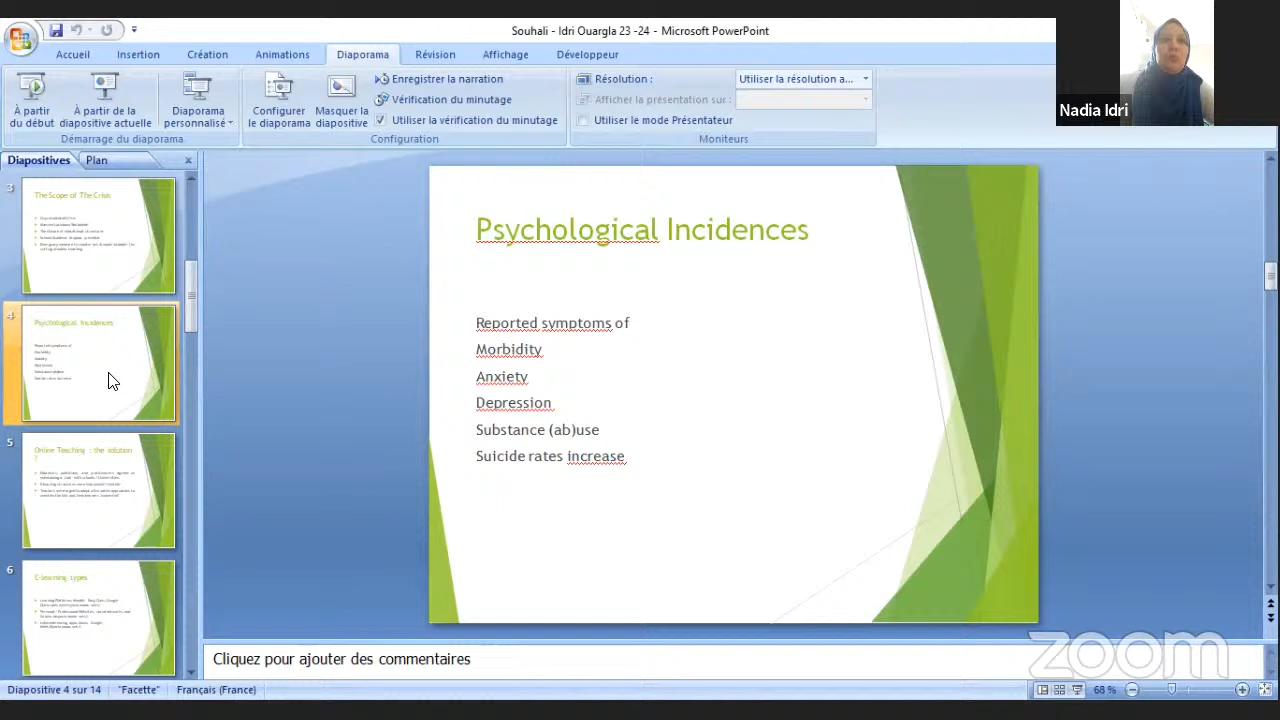 Souhali - Idri Ouargla 23 -24 - Microsoft PowerPoint
Accueil Insertion Création Animations Diaporama Révision Affichage Développeur
À partir du début
À partir de la diapositive actuelle
Diaporama personnalisé
Démarrage du diaporama
Configurer le diaporama
Masquer la diapositive
Enregistrer la narration
Vérification du minutage
Utiliser la vérification du minutage
Configuration
Résolution : Utiliser la résolution a...
Afficher la présentation sur :
Utiliser le mode Présentateur
Moniteurs
Nadia Idri
Diapositives Plan
3
The Scope of The Crisis
4
Psychological Incidences
5
Online Teaching : the solution ?
6
E-learning types
Psychological Incidences
Reported symptoms of
Morbidity
Anxiety
Depression
Substance (ab)use
Suicide rates increase
Cliquez pour ajouter des commentaires
zoom
Diapositive 4 sur 14 "Facette" Français (France) 68 %